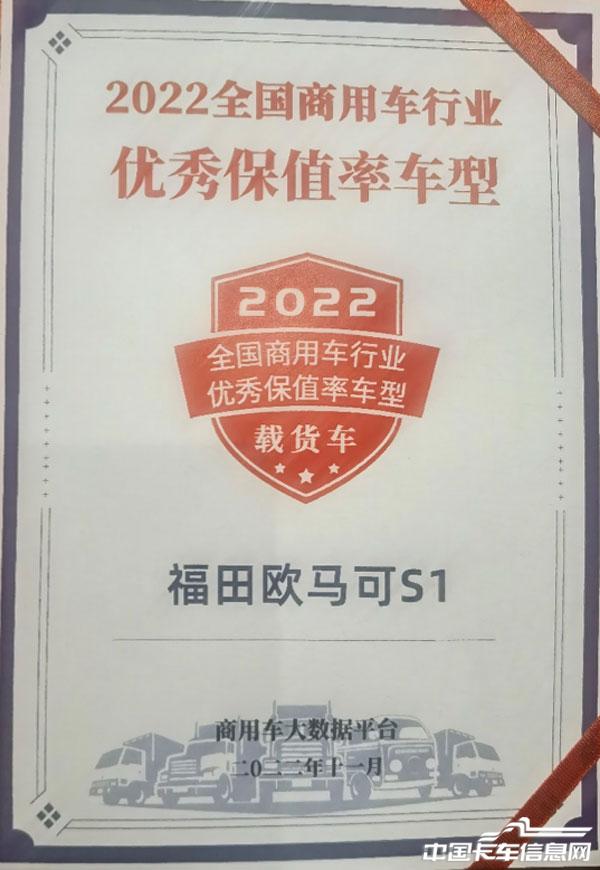 2022全国商用车行业
优秀保值率车型
2022
全国商用车行业
优秀保值率车型
载货车
福田欧马可S1
商用车大数据平台
二〇二二年十一月
中国卡车信息网